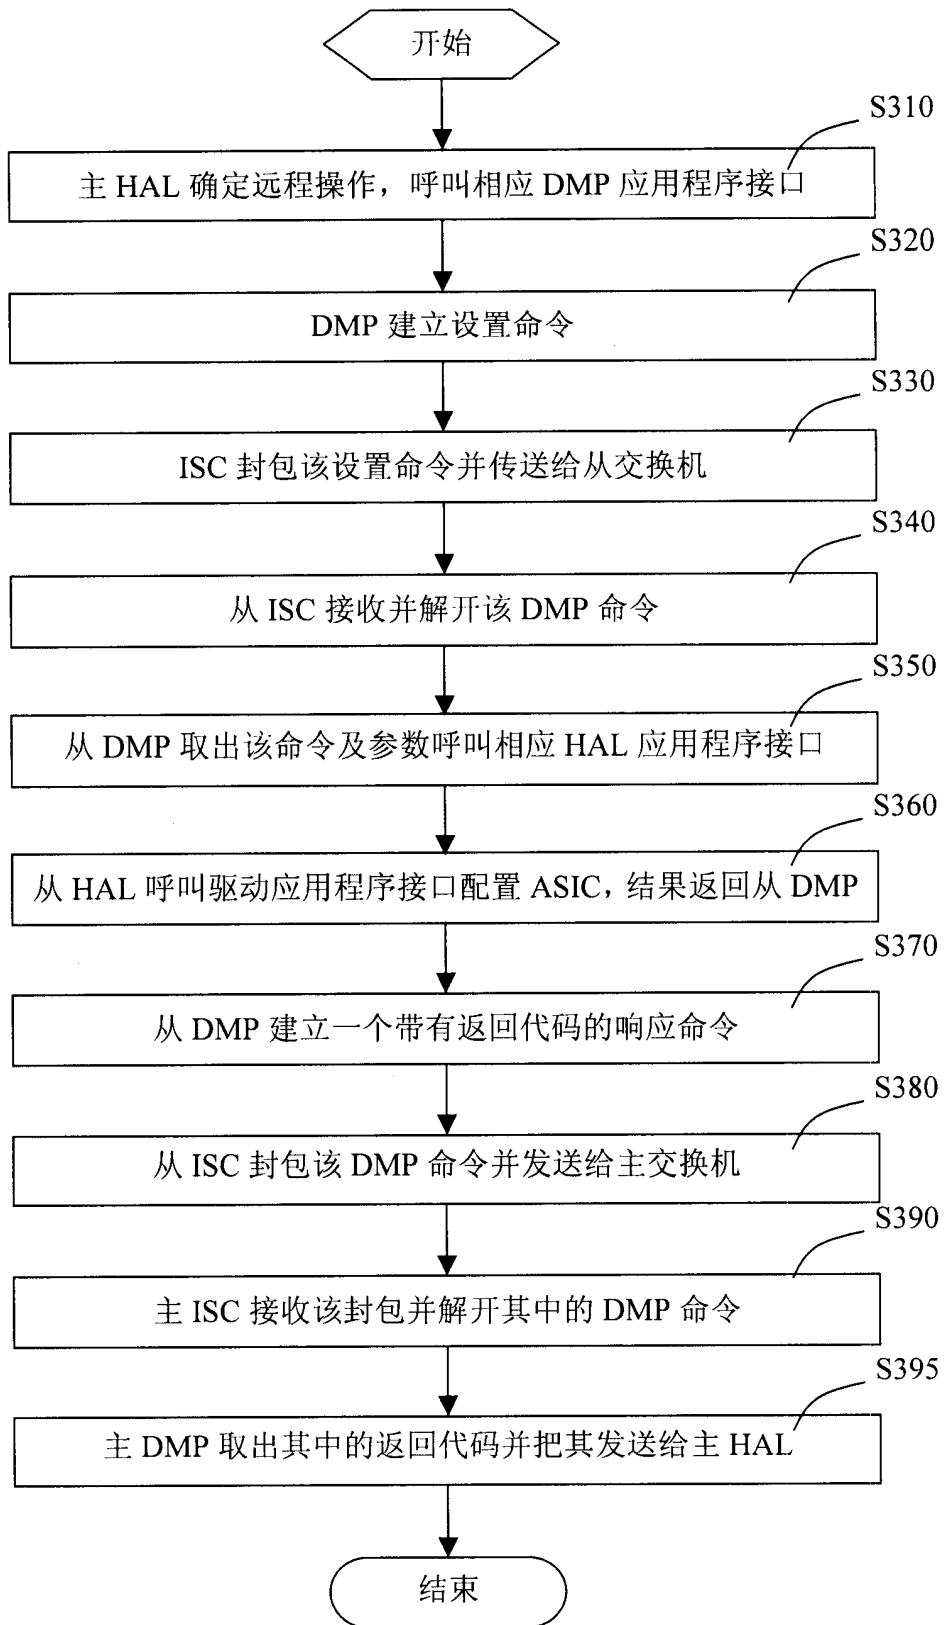 开始
S310
主 HAL 确定远程操作，呼叫相应 DMP 应用程序接口
S320
DMP 建立设置命令
S330
ISC 封包该设置命令并传送给从交换机
S340
从 ISC 接收并解开该 DMP 命令
S350
从 DMP 取出该命令及参数呼叫相应 HAL 应用程序接口
S360
从 HAL 呼叫驱动应用程序接口配置 ASIC，结果返回从 DMP
S370
从 DMP 建立一个带有返回代码的响应命令
S380
从 ISC 封包该 DMP 命令并发送给主交换机
S390
主 ISC 接收该封包并解开其中的 DMP 命令
S395
主 DMP 取出其中的返回代码并把其发送给主 HAL
结束